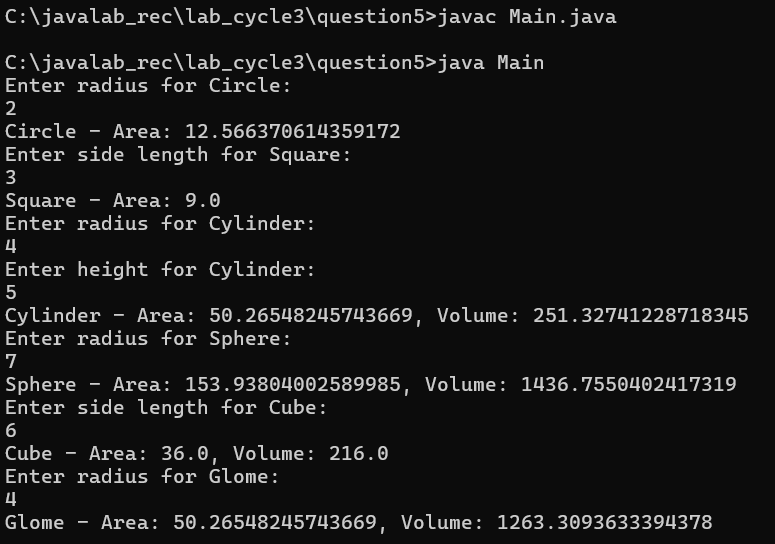 C:\javalab_rec\lab_cycle3\question5>javac Main.java
C:\javalab_rec\lab_cycle3\question5>java Main
Enter radius for Circle:
2
Circle - Area: 12.566370614359172
Enter side length for Square:
3
Square - Area: 9.0
Enter radius for Cylinder:
4
Enter height for Cylinder:
5
Cylinder - Area: 50.26548245743669, Volume: 251.32741228718345
Enter radius for Sphere:
7
Sphere - Area: 153.93804002589985, Volume: 1436.7550402417319
Enter side length for Cube:
6
Cube - Area: 36.0, Volume: 216.0
Enter radius for Glome:
4
Glome - Area: 50.26548245743669, Volume: 1263.3093633394378